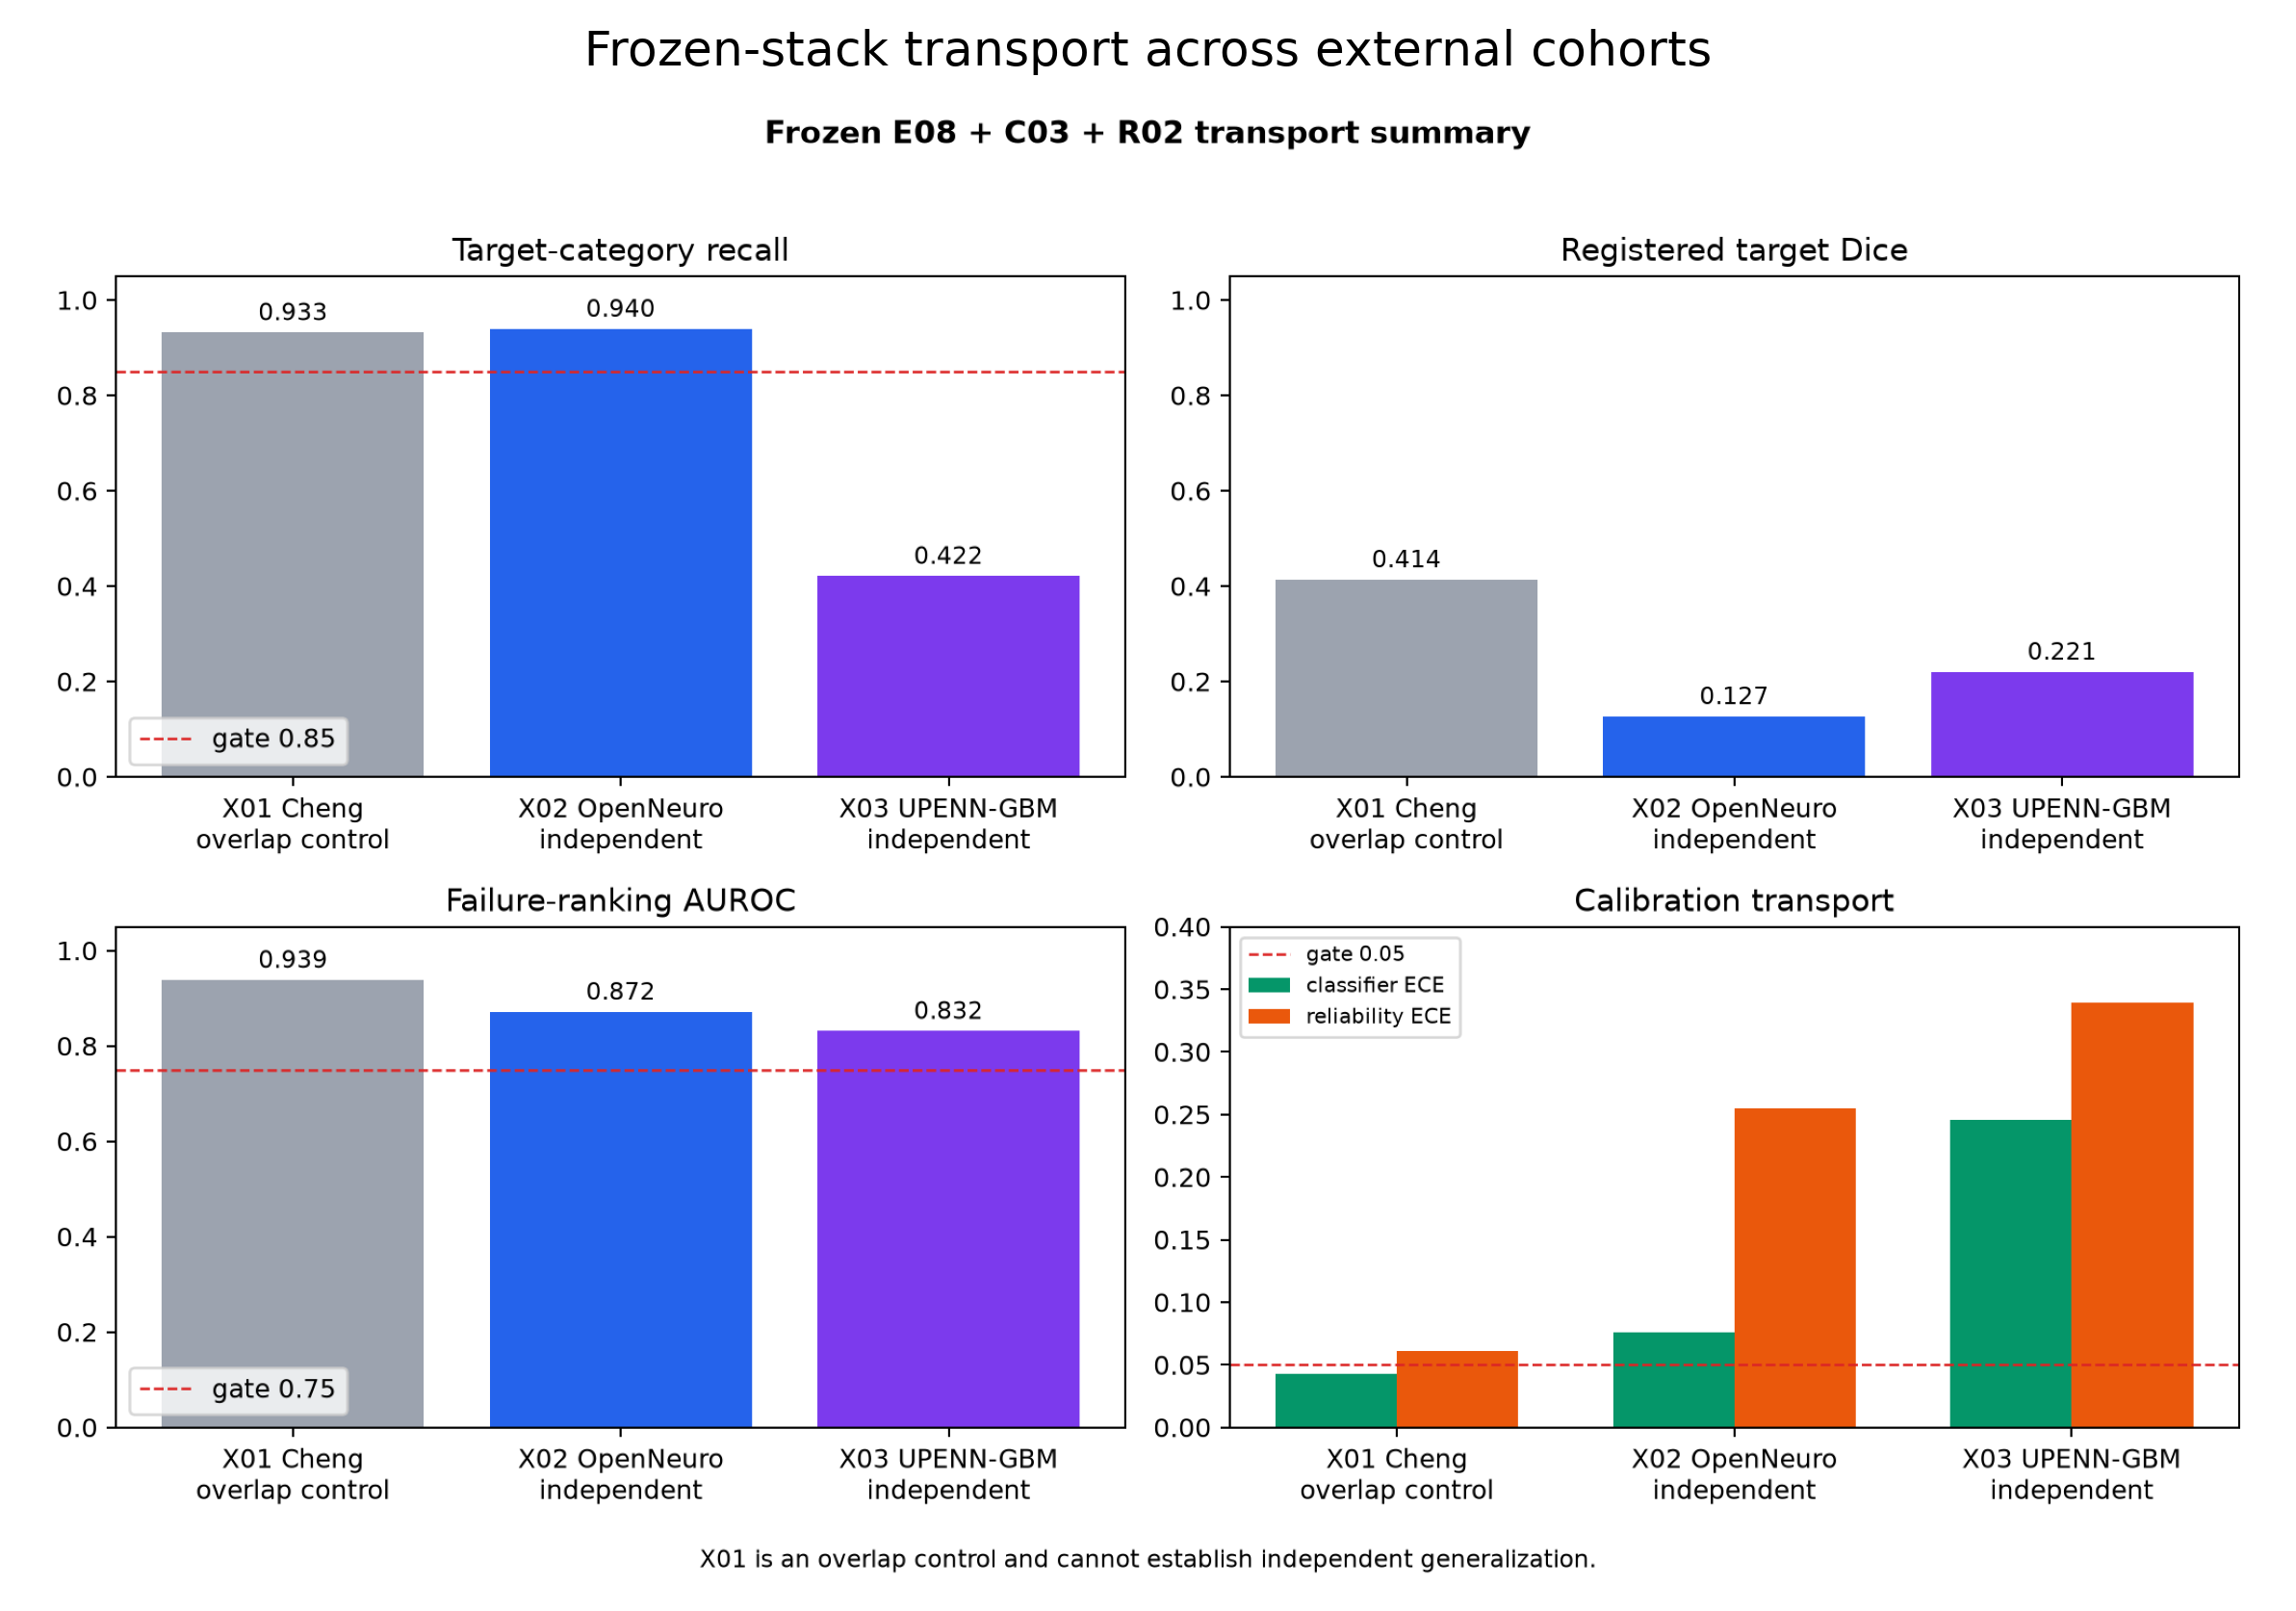 Frozen-stack transport across external cohorts
Frozen E08 + C03 + R02 transport summary
Target-category recall
1.0
0.8
0.6
0.4
0.2
0.0
0.933
0.940
0.422
gate 0.85
X01 Cheng
overlap control
X02 OpenNeuro
independent
X03 UPENN-GBM
independent
Registered target Dice
1.0
0.8
0.6
0.4
0.2
0.0
0.414
0.127
0.221
X01 Cheng
overlap control
X02 OpenNeuro
independent
X03 UPENN-GBM
independent
Failure-ranking AUROC
1.0
0.8
0.6
0.4
0.2
0.0
0.939
0.872
0.832
gate 0.75
X01 Cheng
overlap control
X02 OpenNeuro
independent
X03 UPENN-GBM
independent
Calibration transport
0.40
0.35
0.30
0.25
0.20
0.15
0.10
0.05
0.00
gate 0.05
classifier ECE
reliability ECE
X01 Cheng
overlap control
X02 OpenNeuro
independent
X03 UPENN-GBM
independent
X01 is an overlap control and cannot establish independent generalization.